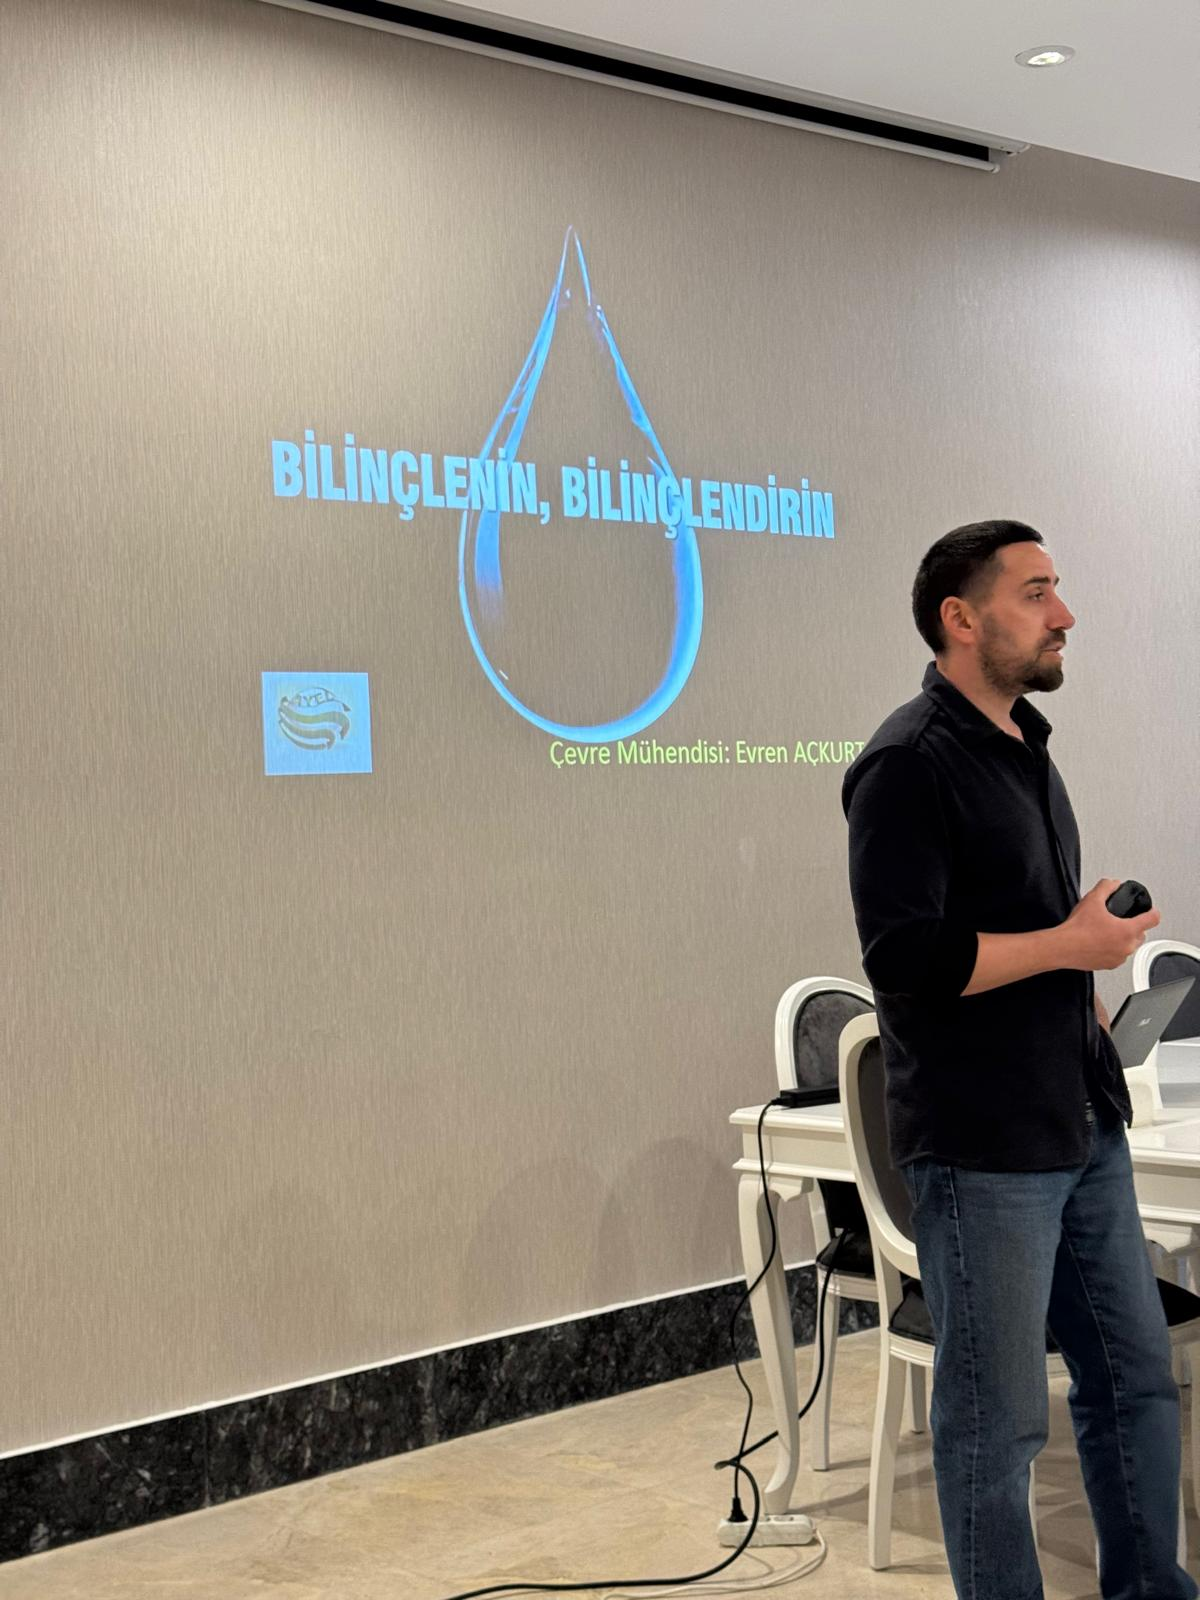 BİLİNÇLENİN, BİLİNÇLENDİRİN
Çevre Mühendisi: Evren AÇKURT